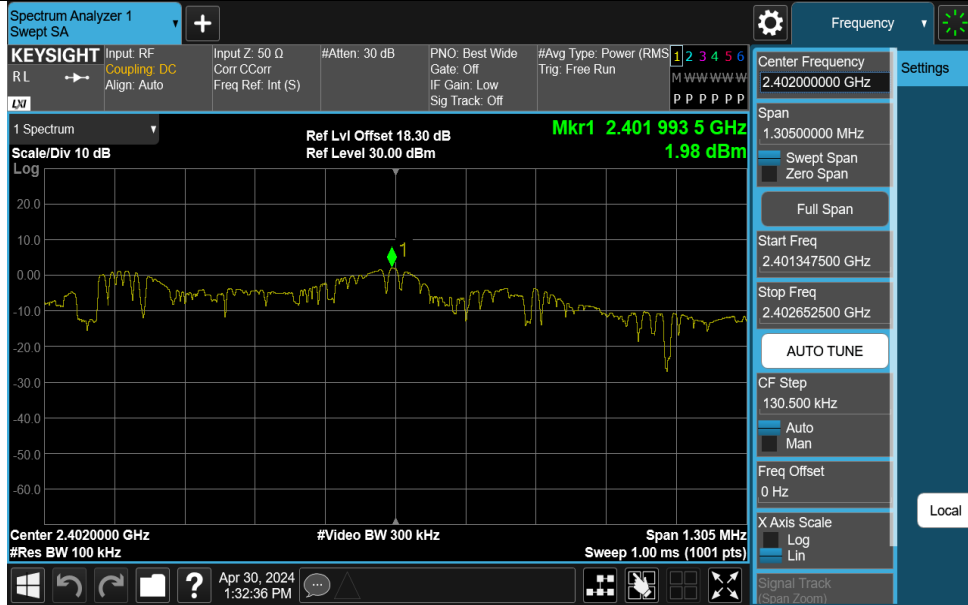 Spectrum Analyzer 1
Swept SA
+
Frequency
KEYSIGHT
R L
LXI
Input: RF
Coupling: DC
Align: Auto
Input Z: 50 Ω
Corr CCorr
Freq Ref: Int (S)
#Atten: 30 dB
PNO: Best Wide
Gate: Off
IF Gain: Low
Sig Track: Off
#Avg Type: Power (RMS
Trig: Free Run
1 2 3 4 5 6
M W W W W W
P P P P P P
1 Spectrum
Scale/Div 10 dB
Log
Ref Lvl Offset 18.30 dB
Ref Level 30.00 dBm
Mkr1 2.401 993 5 GHz
1.98 dBm
20.0
10.0
0.00
-10.0
-20.0
-30.0
-40.0
-50.0
-60.0
1
Center 2.4020000 GHz
#Res BW 100 kHz
#Video BW 300 kHz
Span 1.305 MHz
Sweep 1.00 ms (1001 pts)
Center Frequency
2.402000000 GHz
Span
1.30500000 MHz
Swept Span
Zero Span
Full Span
Start Freq
2.401347500 GHz
Stop Freq
2.402652500 GHz
AUTO TUNE
CF Step
130.500 kHz
Auto
Man
Freq Offset
0 Hz
X Axis Scale
Log
Lin
Signal Track
(Span Zoom)
Settings
Local
?
Apr 30, 2024
1:32:36 PM